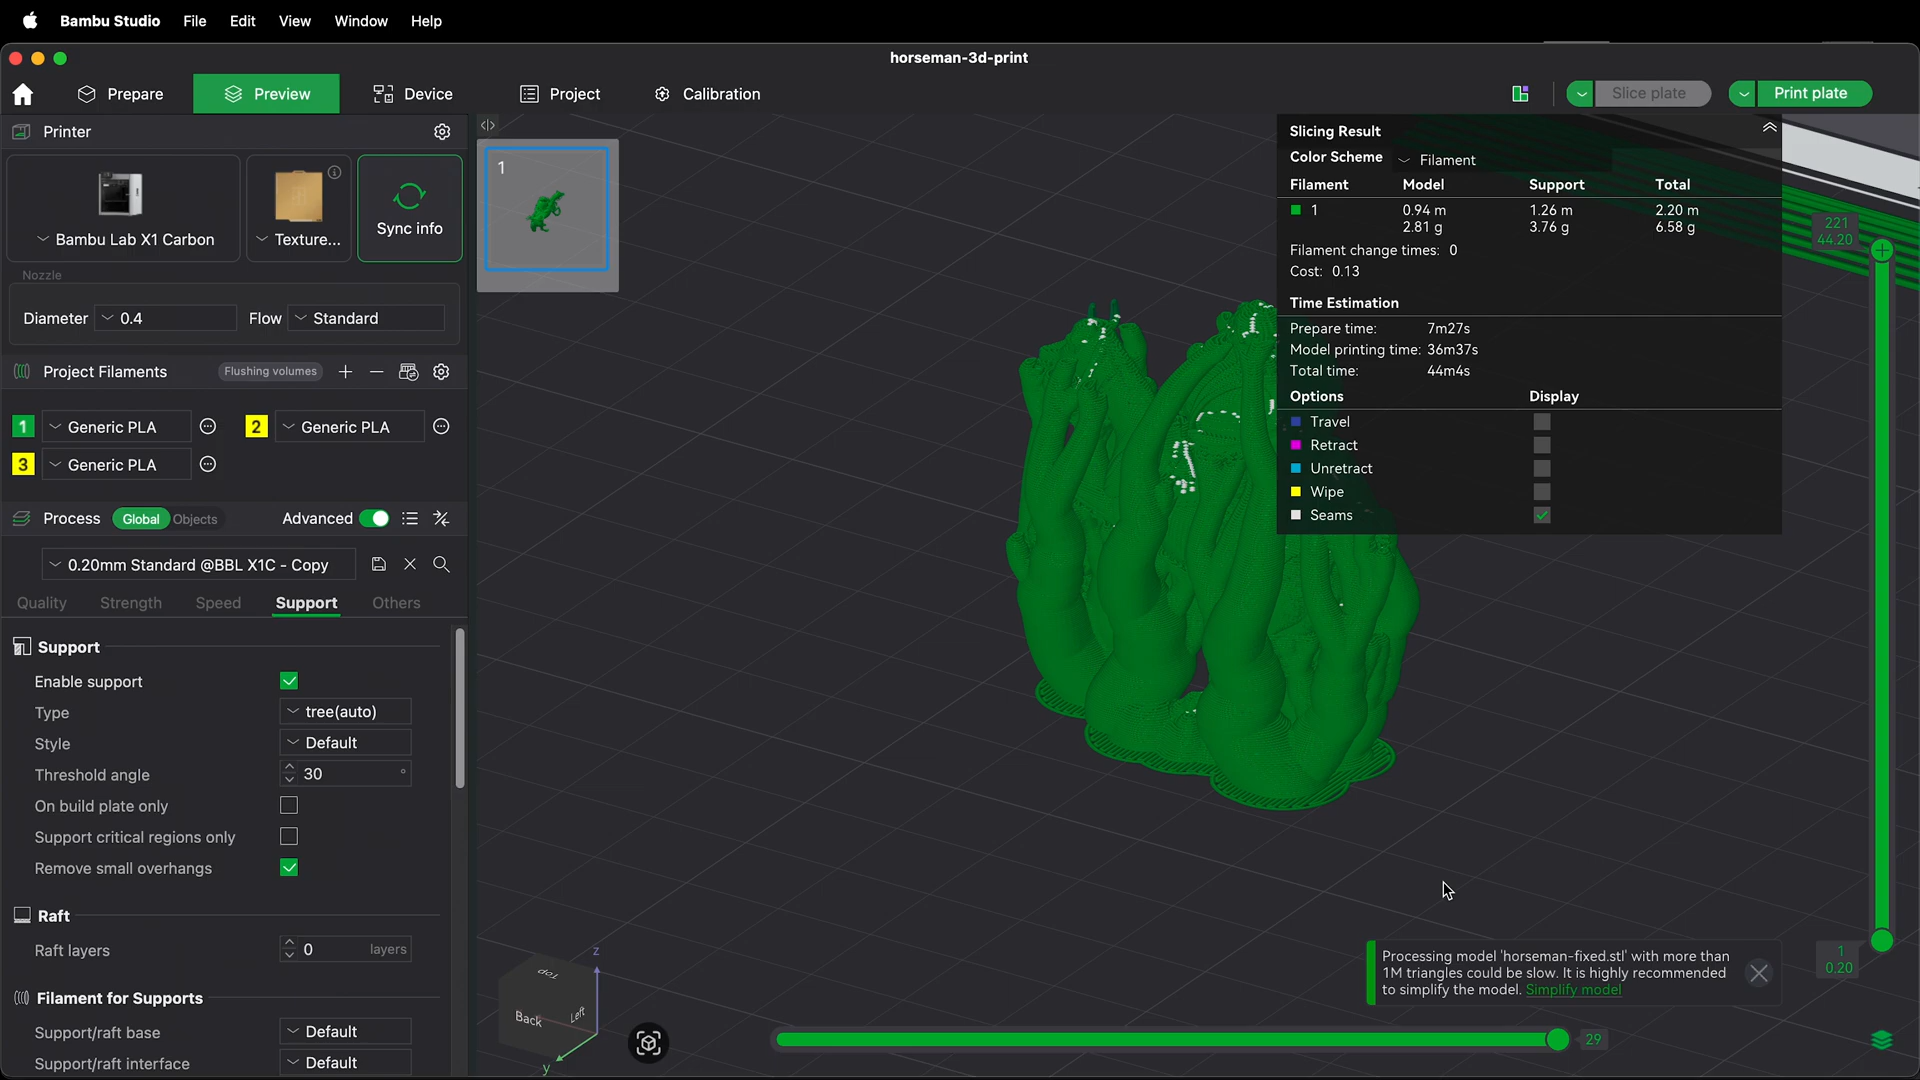 Bambu Studio File Edit View Window Help
horseman-3d-print
Prepare Preview Device Project Calibration Slice plate Print plate
Printer
Bambu Lab X1 Carbon Texture... Sync info
Nozzle
Diameter 0.4 Flow Standard
Project Filaments Flushing volumes
1 Generic PLA 2 Generic PLA
3 Generic PLA
Process Global Objects Advanced
0.20mm Standard @BBL X1C - Copy
Quality Strength Speed Support Others
Support
Enable support
Type tree(auto)
Style Default
Threshold angle 30 °
On build plate only
Support critical regions only
Remove small overhangs
Raft
Raft layers 0 layers
Filament for Supports
Support/raft base Default
Support/raft interface Default
1
Slicing Result
Color Scheme Filament
Filament Model Support Total
1 0.94 m 1.26 m 2.20 m
2.81 g 3.76 g 6.58 g
Filament change times: 0
Cost: 0.13
Time Estimation
Prepare time: 7m27s
Model printing time: 36m37s
Total time: 44m4s
Options Display
Travel
Retract
Unretract
Wipe
Seams
221
44.20
Processing model 'horseman-fixed.stl' with more than
1M triangles could be slow. It is highly recommended
to simplify the model. Simplify model
1
0.20
z
Top
Back Left
y
29